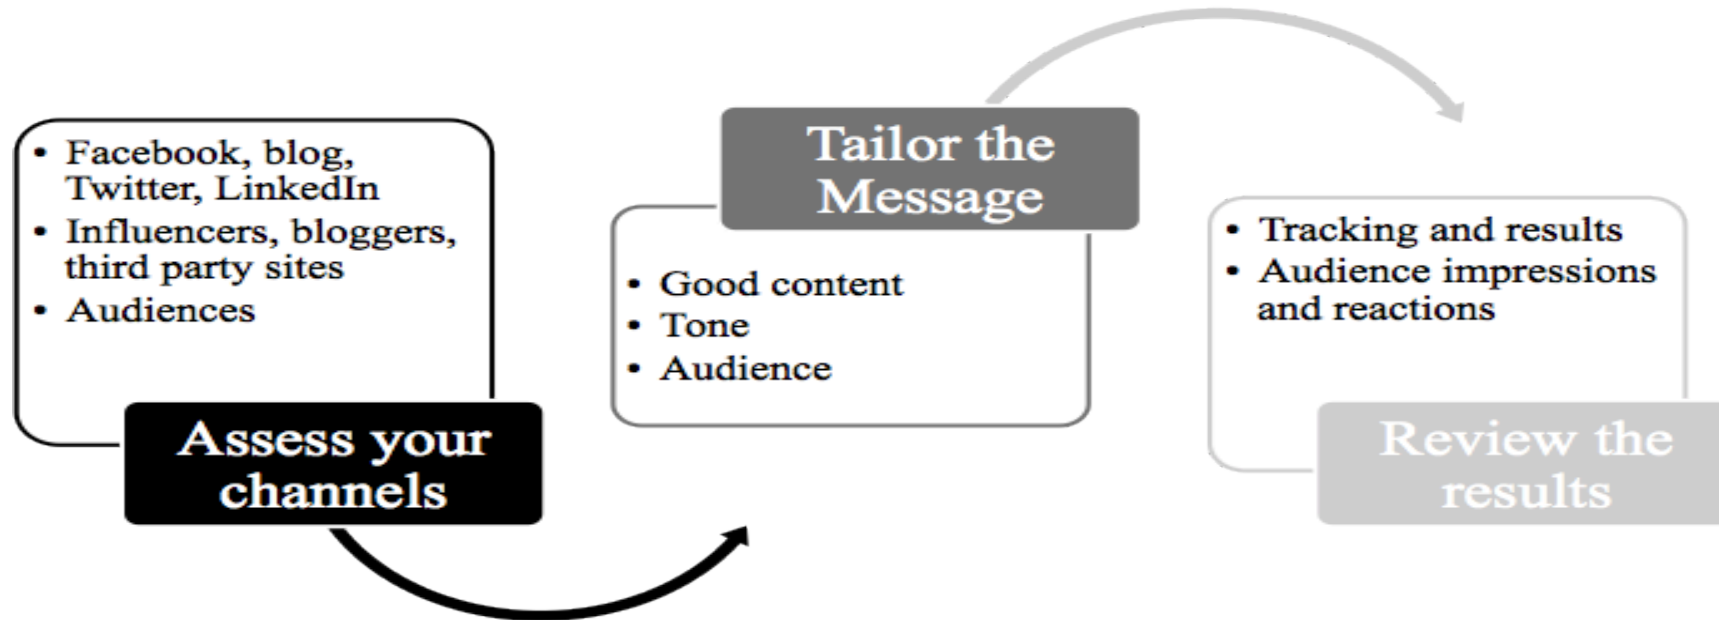 • Facebook, blog,
Twitter, LinkedIn
• Influencers, bloggers,
third party sites
• Audiences
Assess your
channels
Tailor the
Message
• Good content
• Tone
• Audience
• Tracking and results
• Audience impressions
and reactions
Review the
results